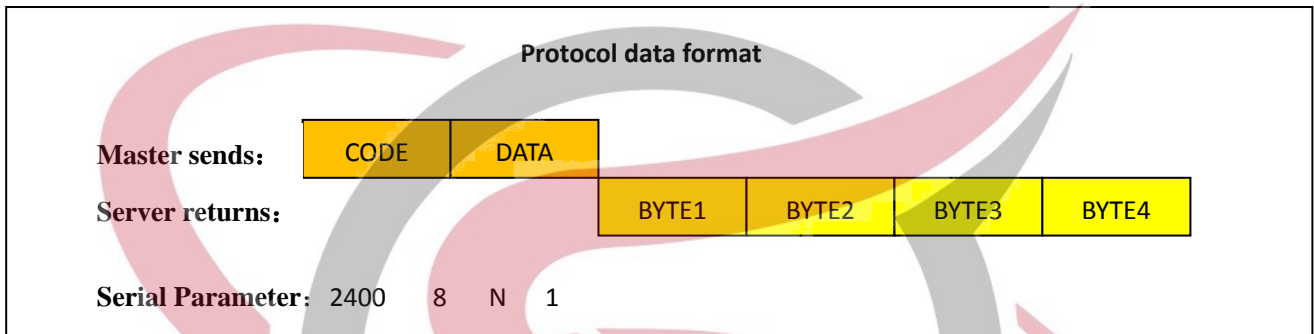 Protocol data format
Master sends： CODE DATA
Server returns： BYTE1 BYTE2 BYTE3 BYTE4
Serial Parameter：2400 8 N 1